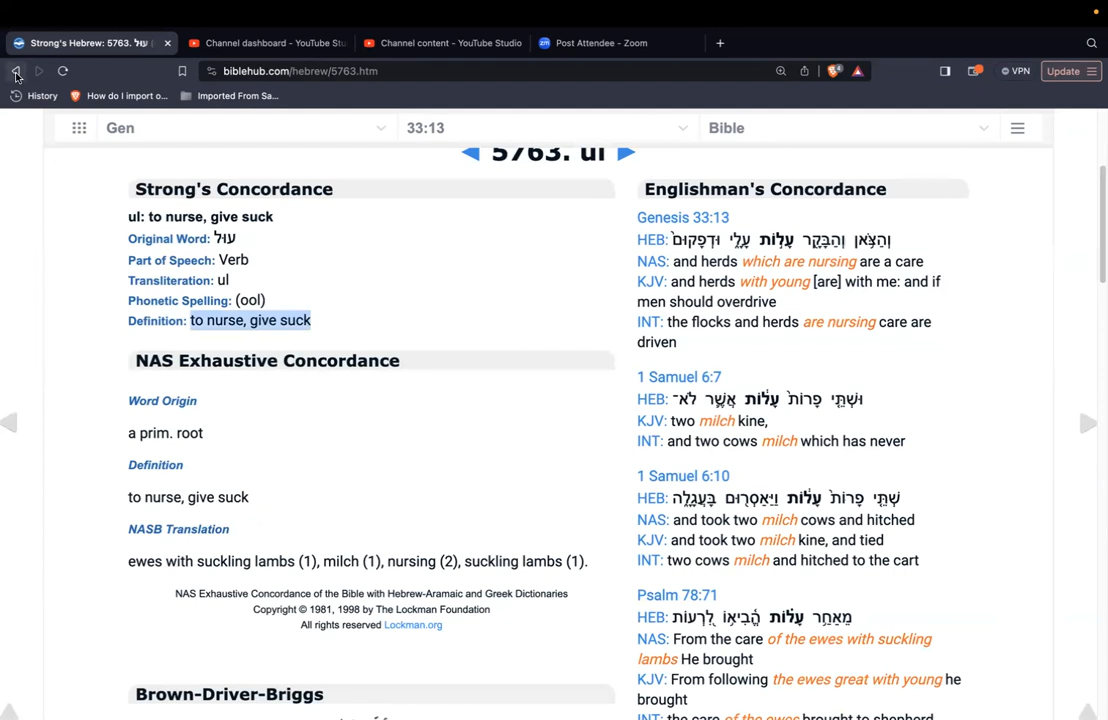 Strong's Hebrew: 5763. עוּל
Channel dashboard - YouTube Stu
Channel content - YouTube Studio
Post Attendee - Zoom
biblehub.com/hebrew/5763.htm
VPN
Update
History
How do I import o...
Imported From Sa...
Gen
33:13
Bible
5763. ul
Strong's Concordance
ul: to nurse, give suck
Original Word: עוּל
Part of Speech: Verb
Transliteration: ul
Phonetic Spelling: (ool)
Definition: to nurse, give suck
NAS Exhaustive Concordance
Word Origin
a prim. root
Definition
to nurse, give suck
NASB Translation
ewes with suckling lambs (1), milch (1), nursing (2), suckling lambs (1).
NAS Exhaustive Concordance of the Bible with Hebrew-Aramaic and Greek Dictionaries
Copyright © 1981, 1998 by The Lockman Foundation
All rights reserved Lockman.org
Brown-Driver-Briggs
Englishman's Concordance
Genesis 33:13
HEB: וְהַצֹּ֥אן וְהַבָּקָ֖ר עָל֣וֹת עָלָ֑י וּדְפָקוּם֙
NAS: and herds which are nursing are a care
KJV: and herds with young [are] with me: and if
men should overdrive
INT: the flocks and herds are nursing care are
driven
1 Samuel 6:7
HEB: וּשְׁתֵּ֤י פָרוֹת֙ עָל֔וֹת אֲשֶׁ֛ר לֹא־
KJV: two milch kine,
INT: and two cows milch which has never
1 Samuel 6:10
HEB: שְׁתֵּ֤י פָרוֹת֙ עָל֔וֹת וַיַּאַסְר֖וּם בָּעֲגָלָ֑ה
NAS: and took two milch cows and hitched
KJV: and took two milch kine, and tied
INT: two cows milch and hitched to the cart
Psalm 78:71
HEB: מֵאַחַ֥ר עָל֗וֹת הֱ֫בִיא֥וֹ לִ֭רְעוֹת
NAS: From the care of the ewes with suckling
lambs He brought
KJV: From following the ewes great with young he
brought
INT: the care of the ewes brought to shepherd